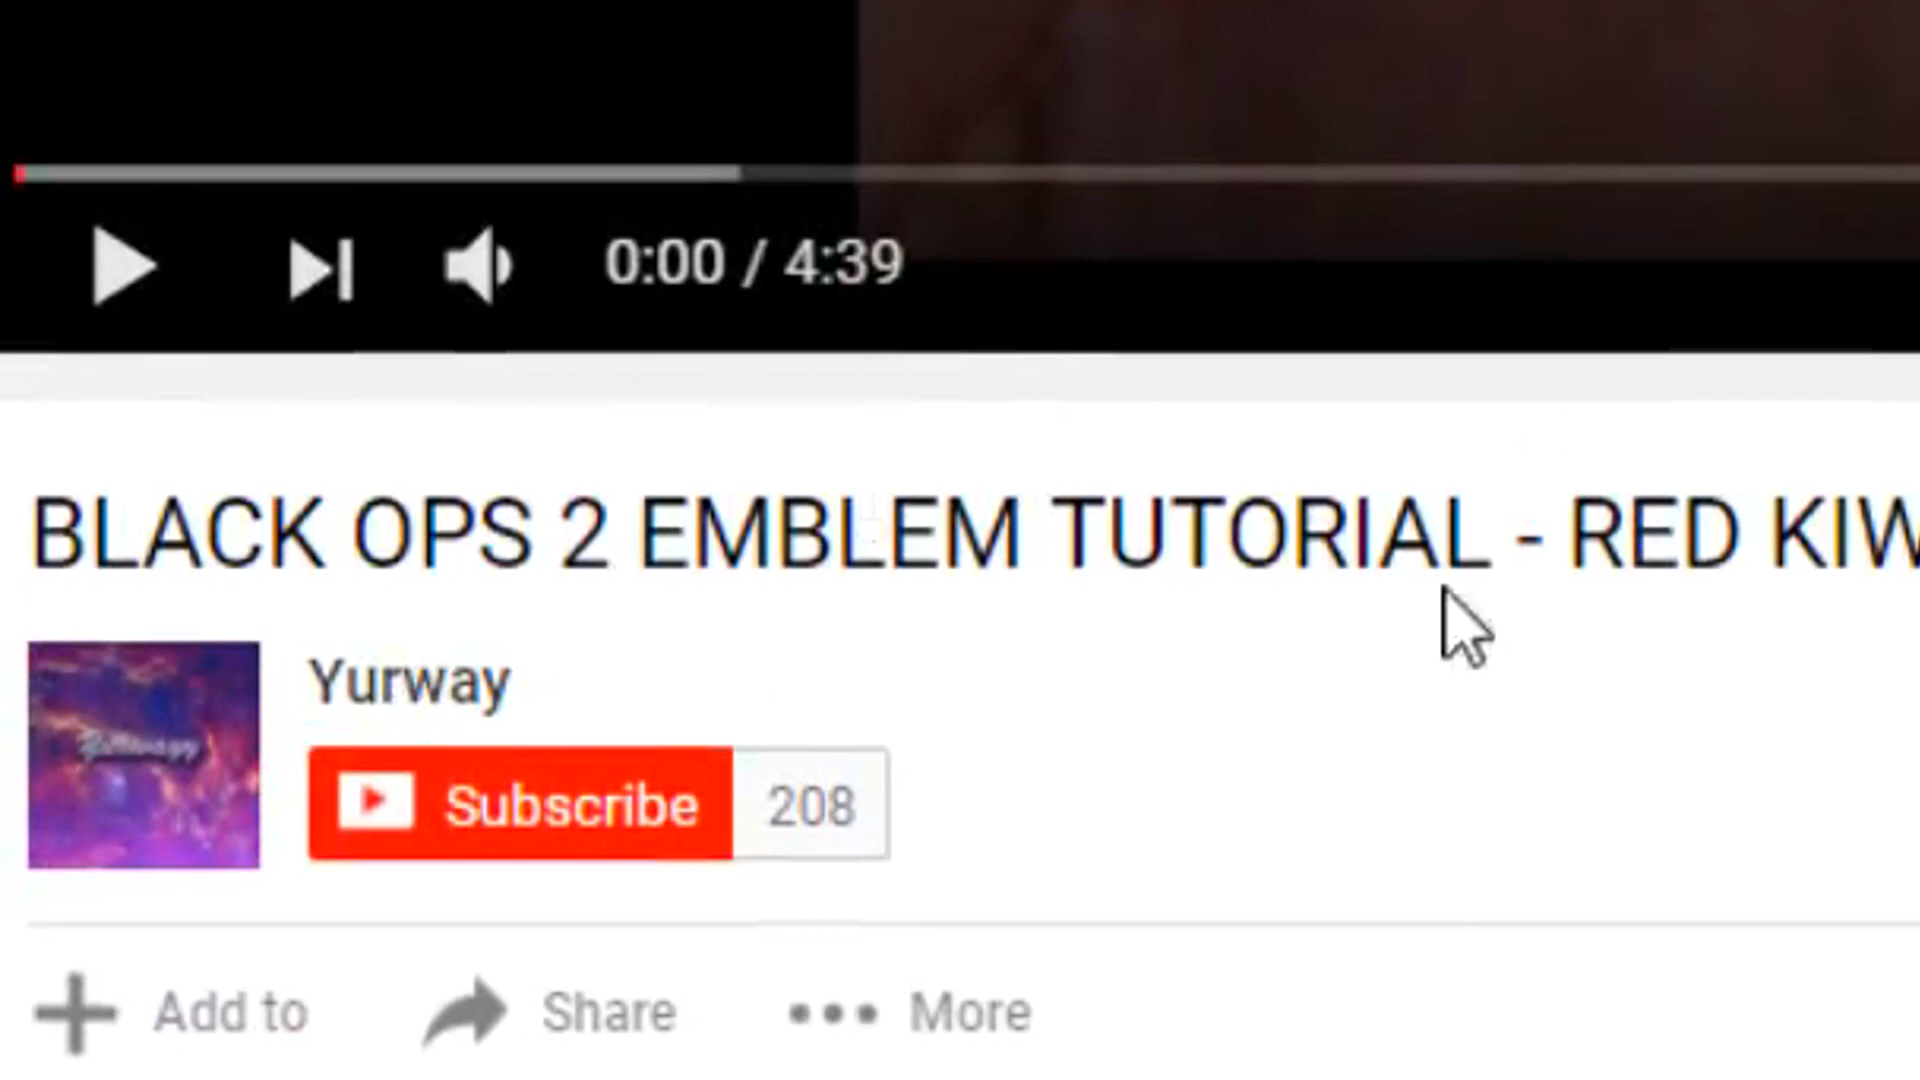 0:00 / 4:39
BLACK OPS 2 EMBLEM TUTORIAL - RED KIW
Yurway
Subscribe 208
Add to Share More